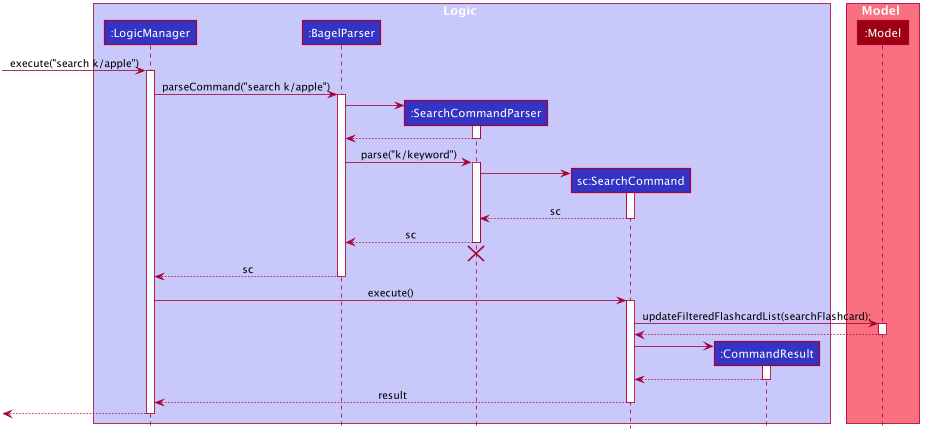 Logic
Model
:LogicManager
:BagelParser
:Model
execute("search k/apple")
parseCommand("search k/apple")
:SearchCommandParser
parse("k/keyword")
sc:SearchCommand
sc
sc
sc
execute()
updateFilteredFlashcardList(searchFlashcard);
:CommandResult
result